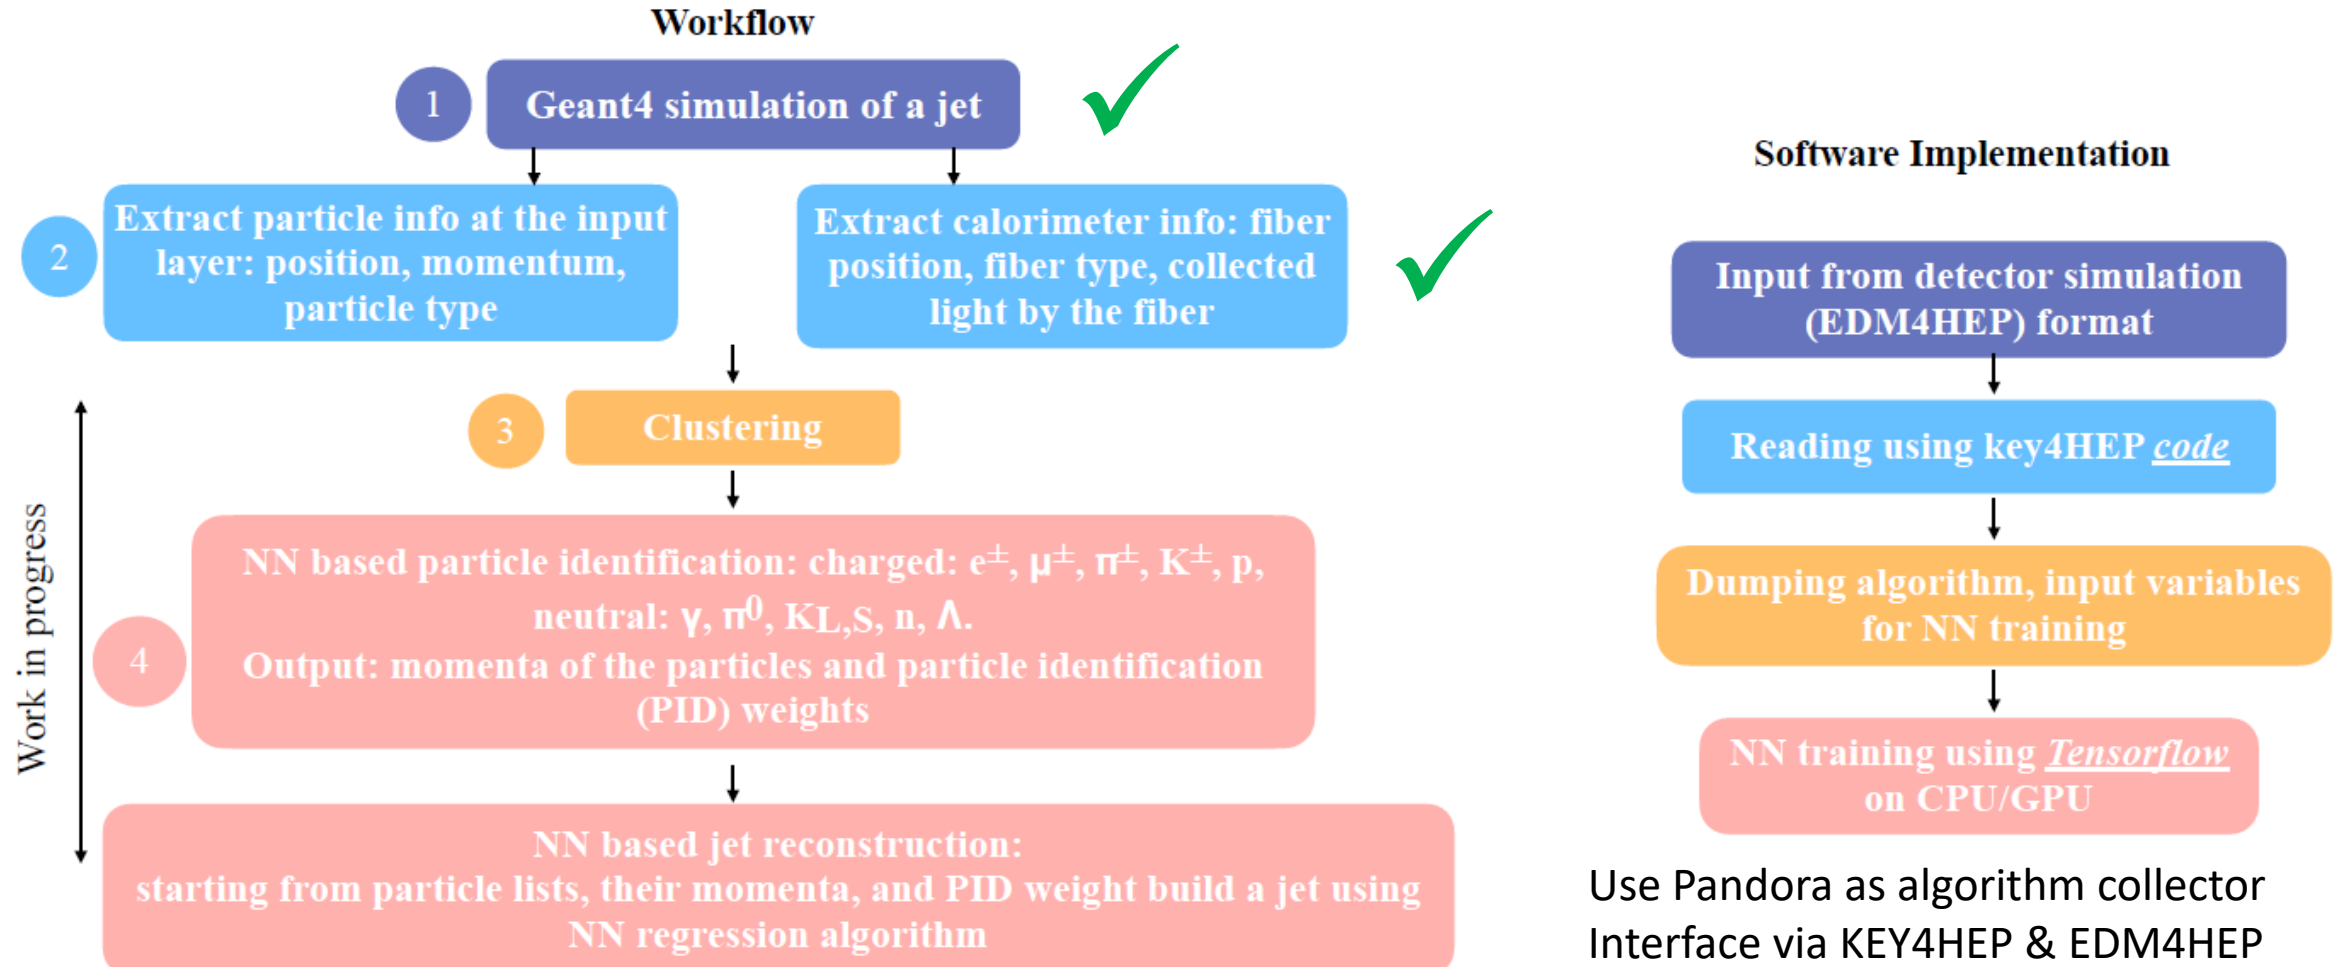 Workflow
1
Geant4 simulation of a jet
2
Extract particle info at the input
layer: position, momentum,
particle type
Extract calorimeter info: fiber
position, fiber type, collected
light by the fiber
3
Clustering
Work in progress
4
NN based particle identification: charged: e±, μ±, π±, K±, p,
neutral: γ, π0, KL,S, n, Λ.
Output: momenta of the particles and particle identification
(PID) weights
NN based jet reconstruction:
starting from particle lists, their momenta, and PID weight build a jet using
NN regression algorithm
Software Implementation
Input from detector simulation
(EDM4HEP) format
Reading using key4HEP code
Dumping algorithm, input variables
for NN training
NN training using Tensorflow
on CPU/GPU
Use Pandora as algorithm collector
Interface via KEY4HEP & EDM4HEP